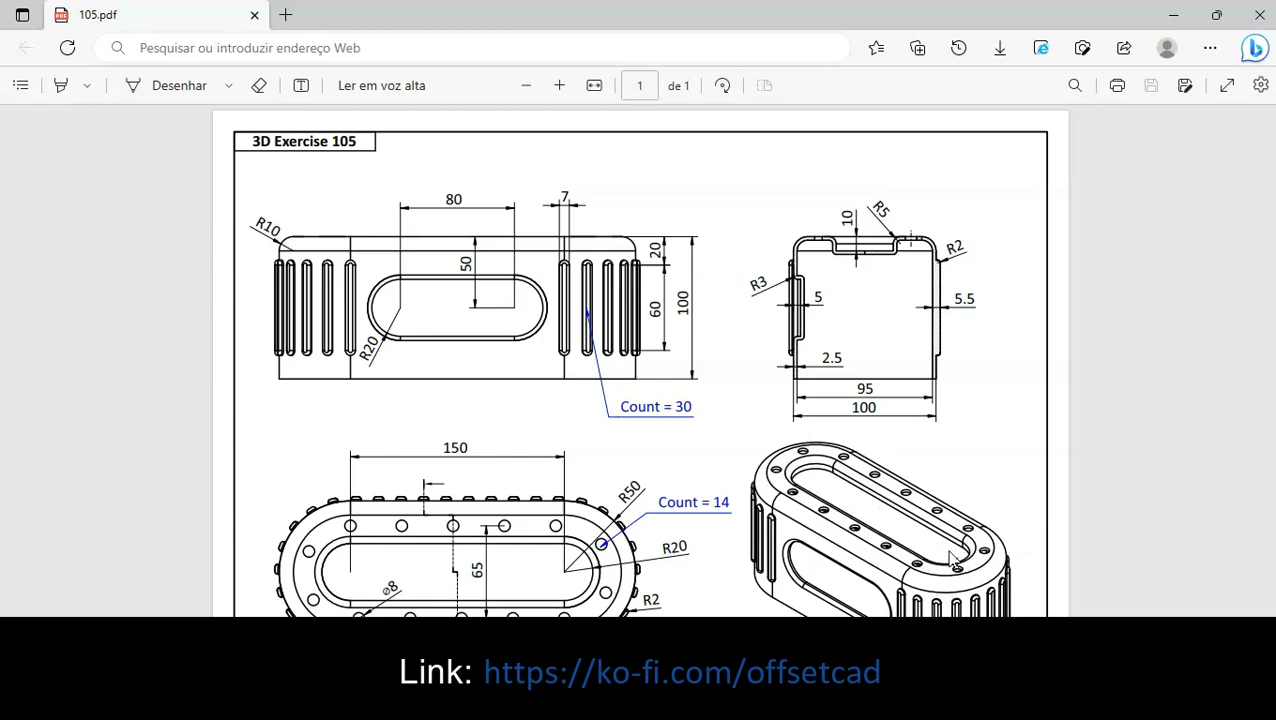 105.pdf
Pesquisar ou introduzir endereço Web
Desenhar
Ler em voz alta
1 de 1
3D Exercise 105
80
7
R10
50
20
60
100
R20
Count = 30
10
R5
R2
R3
5
5.5
2.5
95
100
150
R50
Count = 14
R20
65
ø8
R2
Link: https://ko-fi.com/offsetcad